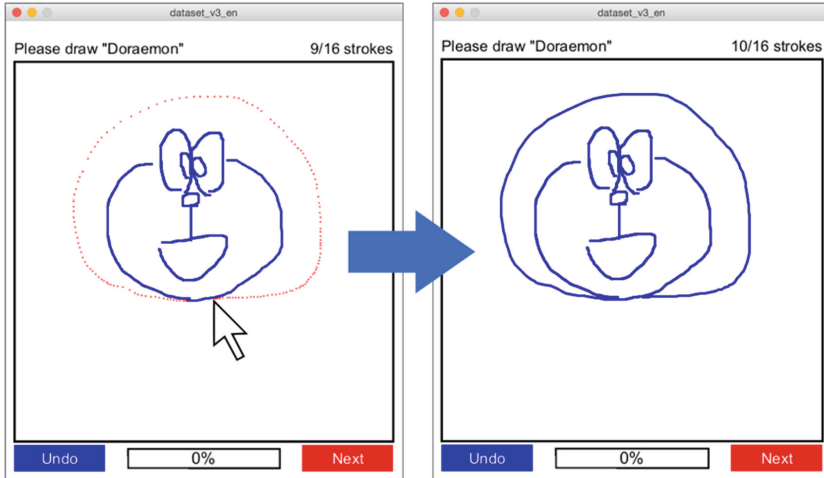 dataset_v3_en
Please draw "Doraemon" 9/16 strokes
Undo 0% Next
dataset_v3_en
Please draw "Doraemon" 10/16 strokes
Undo 0% Next